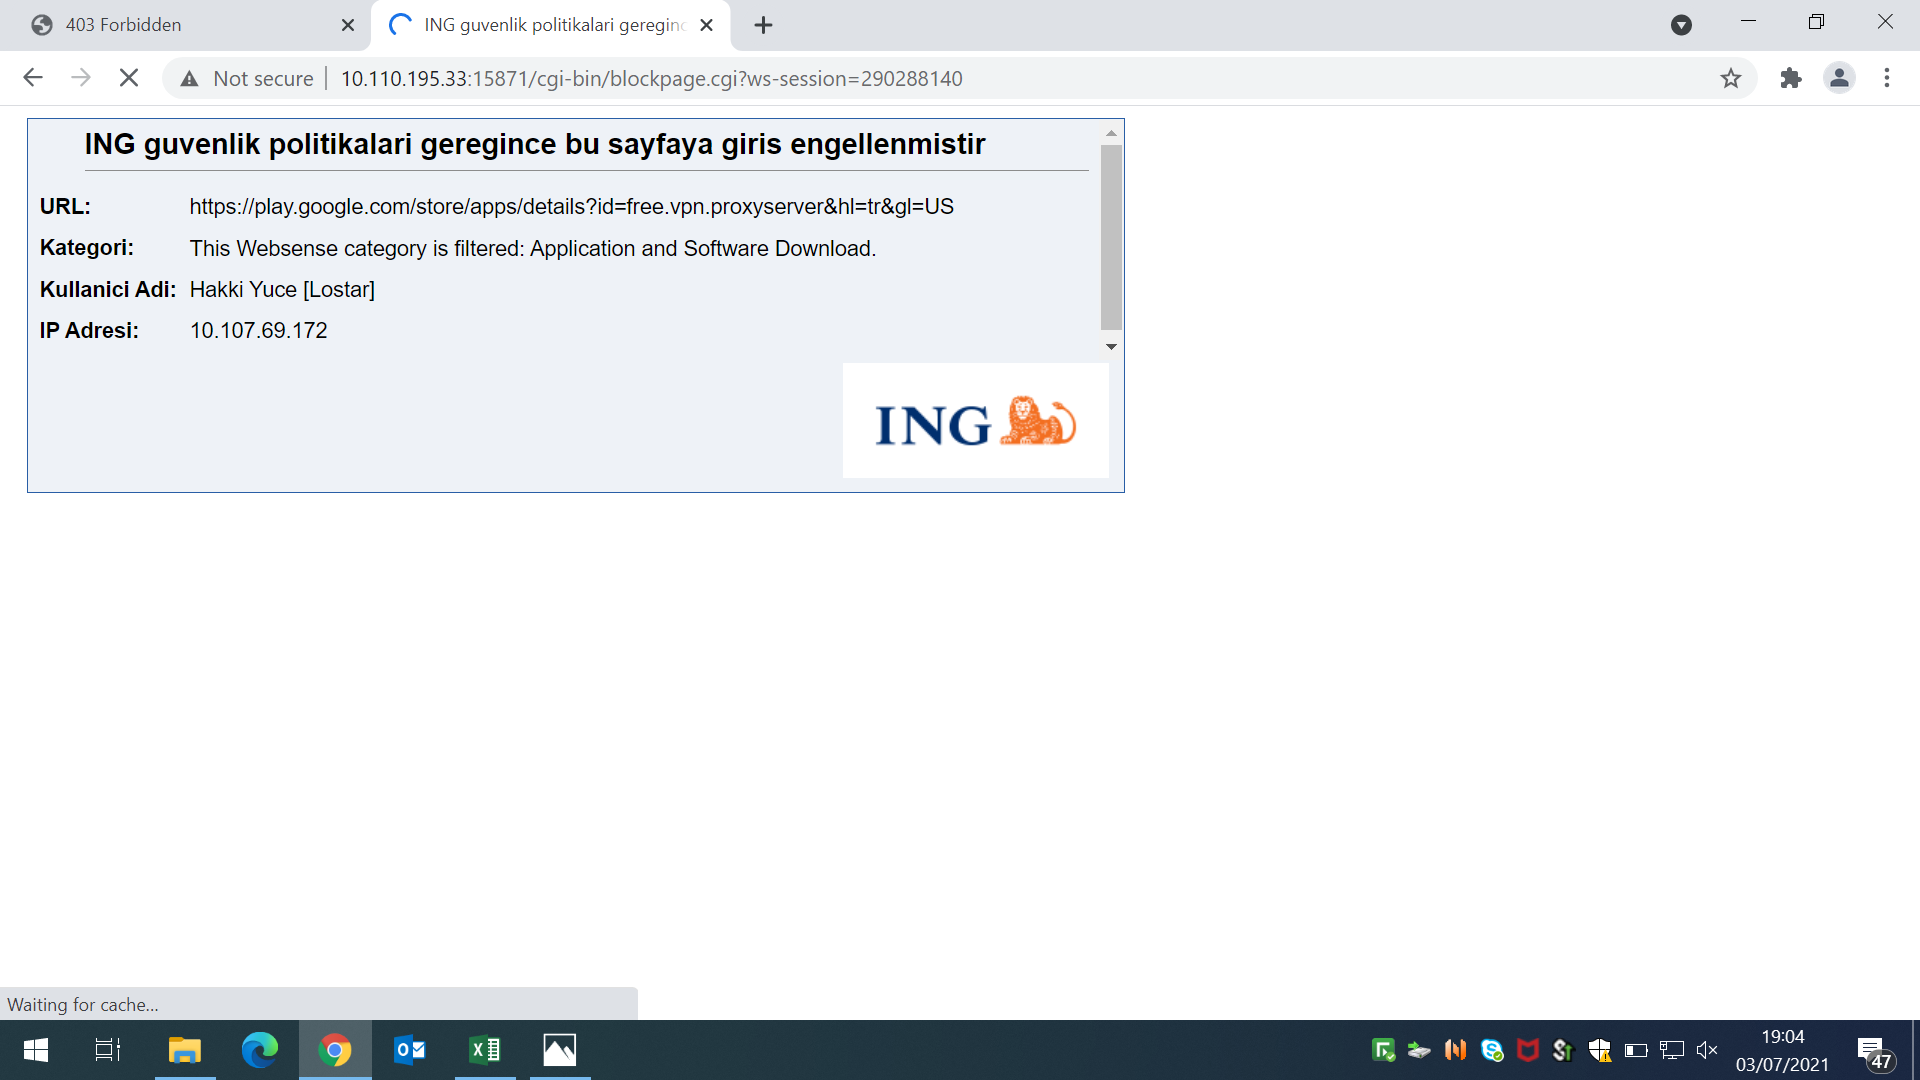 403 Forbidden
ING guvenlik politikalari gereginc
Not secure
10.110.195.33:15871/cgi-bin/blockpage.cgi?ws-session=290288140
ING guvenlik politikalari geregince bu sayfaya giris engellenmistir
URL: https://play.google.com/store/apps/details?id=free.vpn.proxyserver&hl=tr&gl=US
Kategori: This Websense category is filtered: Application and Software Download.
Kullanici Adi: Hakki Yuce [Lostar]
IP Adresi: 10.107.69.172
ING
Waiting for cache...
19:04
03/07/2021
47